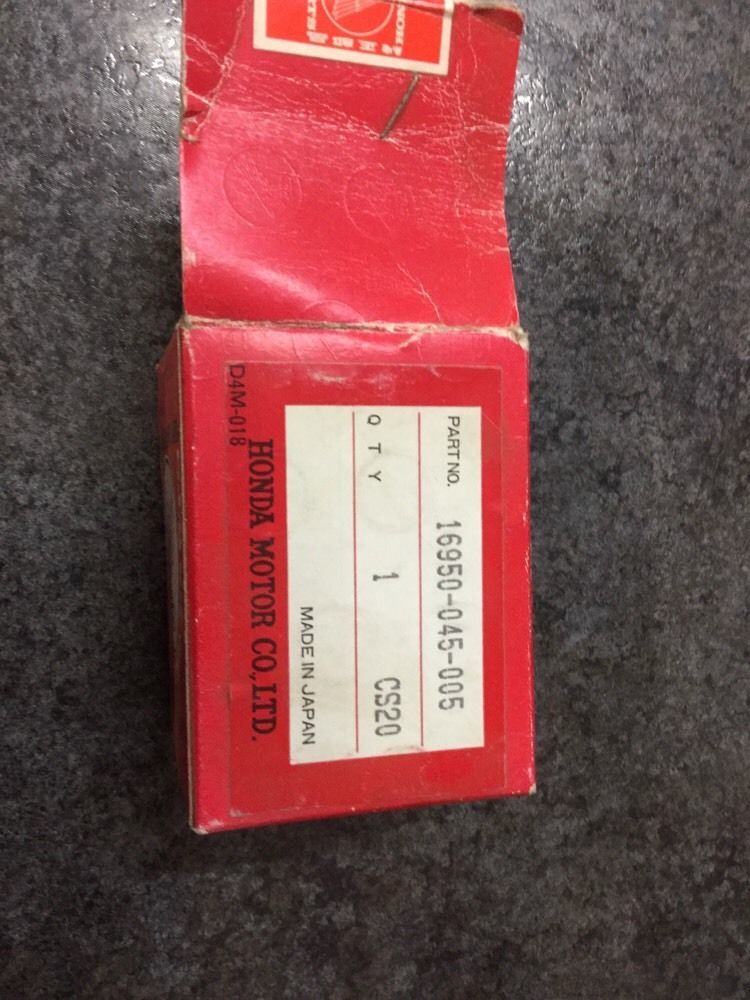 PART NO. 16950-045-005
Q T Y 1 CS20
MADE IN JAPAN
HONDA MOTOR CO.,LTD.
D4M-018